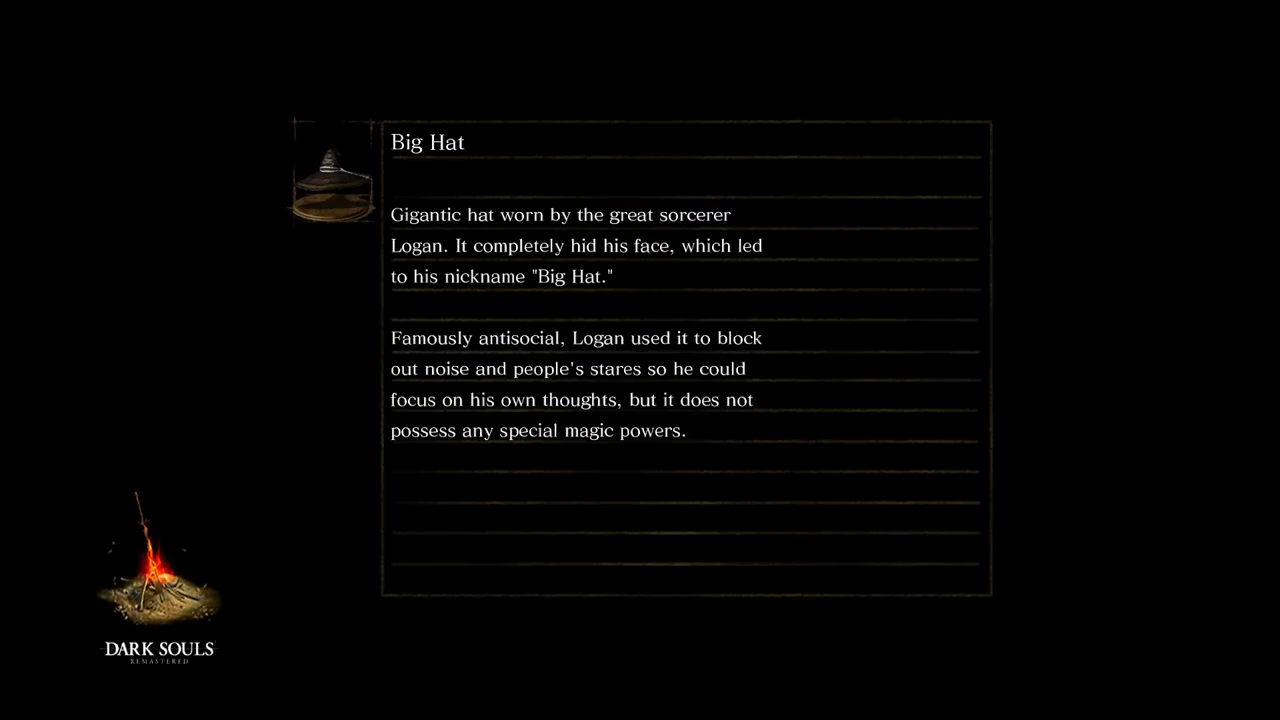 Big Hat
Gigantic hat worn by the great sorcerer
Logan. It completely hid his face, which led
to his nickname "Big Hat."
Famously antisocial, Logan used it to block
out noise and people's stares so he could
focus on his own thoughts, but it does not
possess any special magic powers.
DARK SOULS
REMASTERED